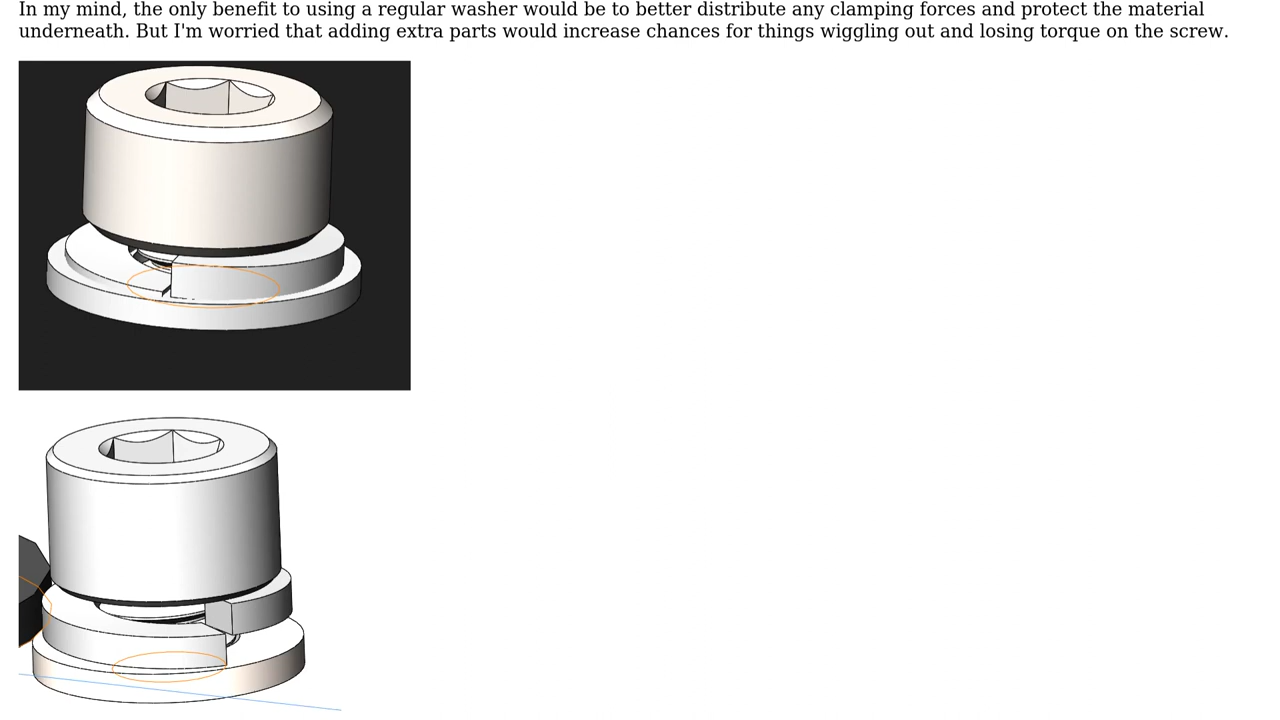 In my mind, the only benefit to using a regular washer would be to better distribute any clamping forces and protect the material
underneath. But I'm worried that adding extra parts would increase chances for things wiggling out and losing torque on the screw.